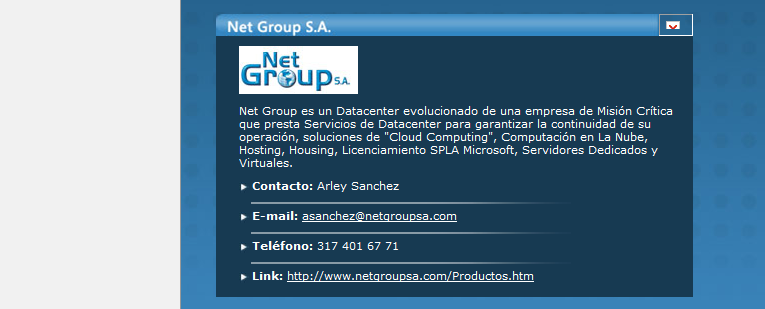 Net Group S.A.
Net
Group S.A.
Net Group es un Datacenter evolucionado de una empresa de Misión Crítica
que presta Servicios de Datacenter para garantizar la continuidad de su
operación, soluciones de "Cloud Computing", Computación en La Nube,
Hosting, Housing, Licenciamiento SPLA Microsoft, Servidores Dedicados y
Virtuales.
Contacto: Arley Sanchez
E-mail: asanchez@netgroupsa.com
Teléfono: 317 401 67 71
Link: http://www.netgroupsa.com/Productos.htm